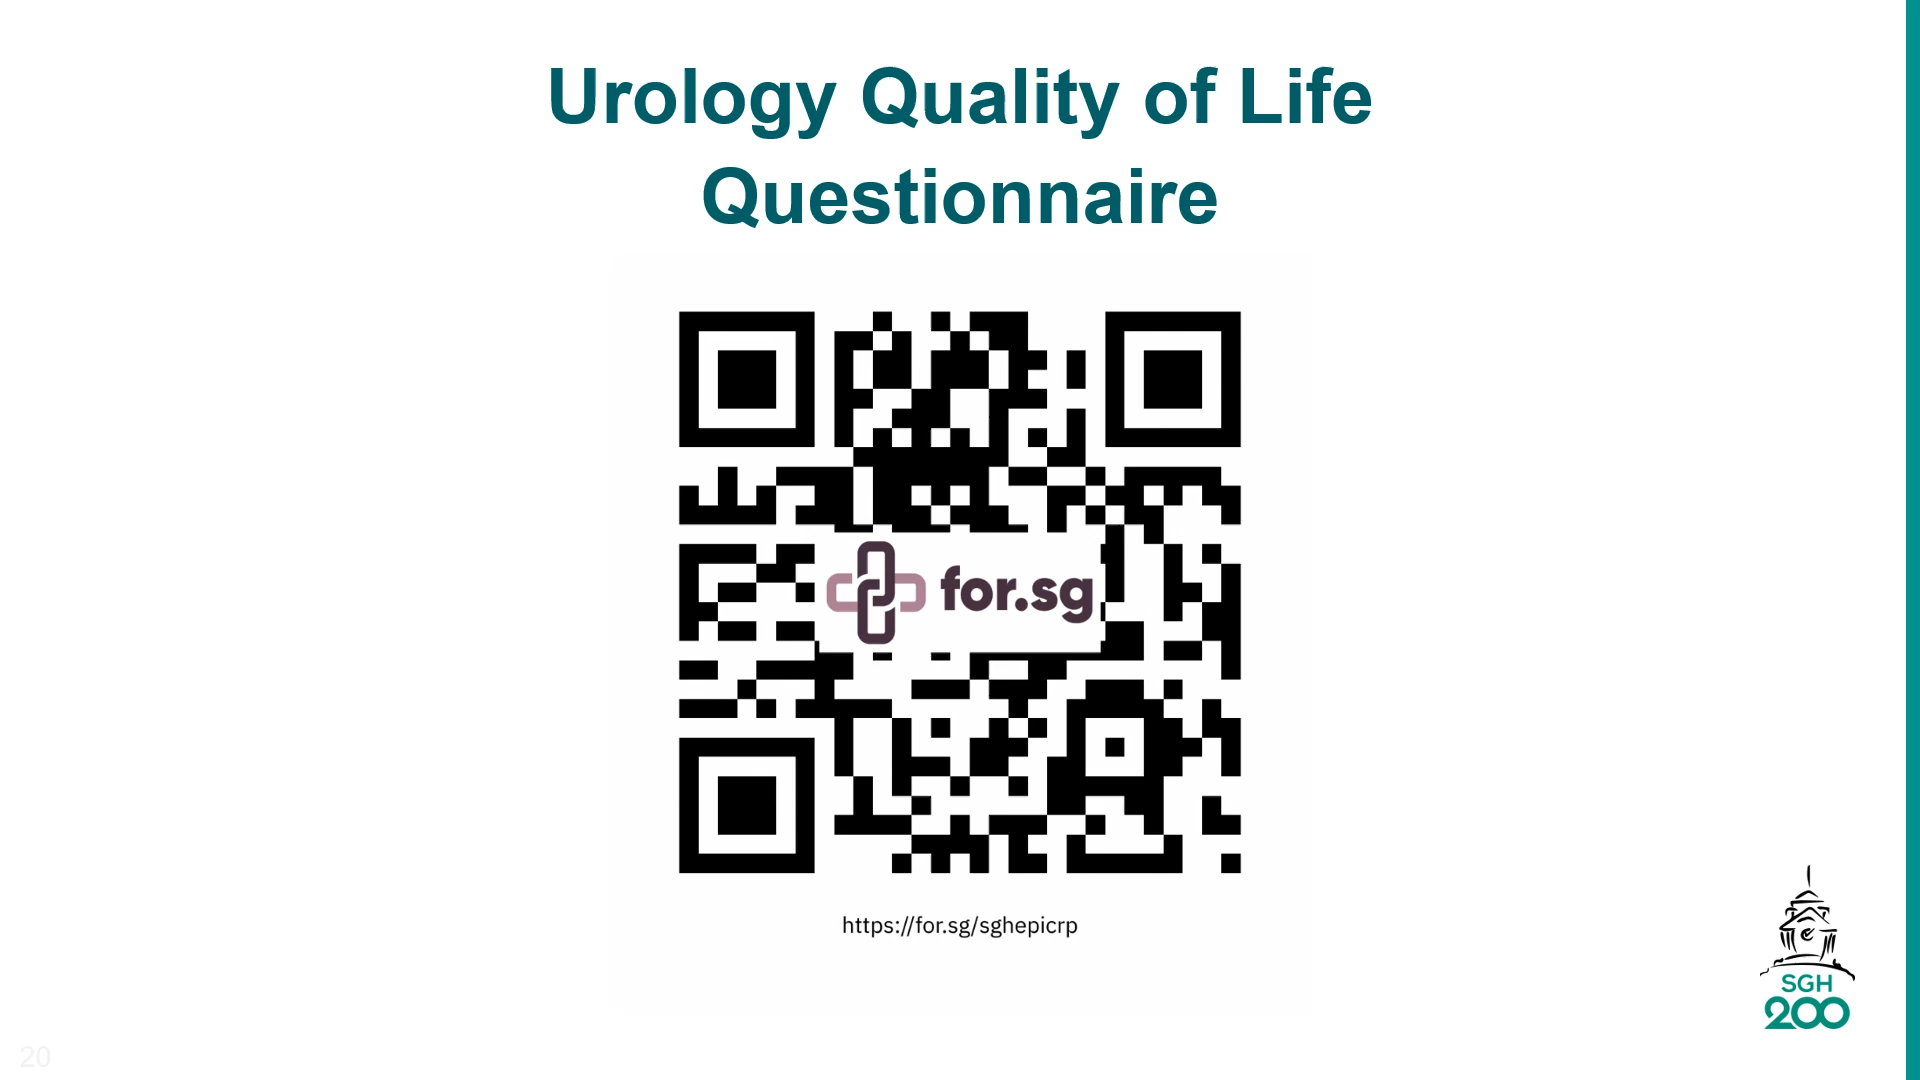 Urology Quality of Life
Questionnaire
for.sg
https://for.sg/sghepicrp
SGH
200
20